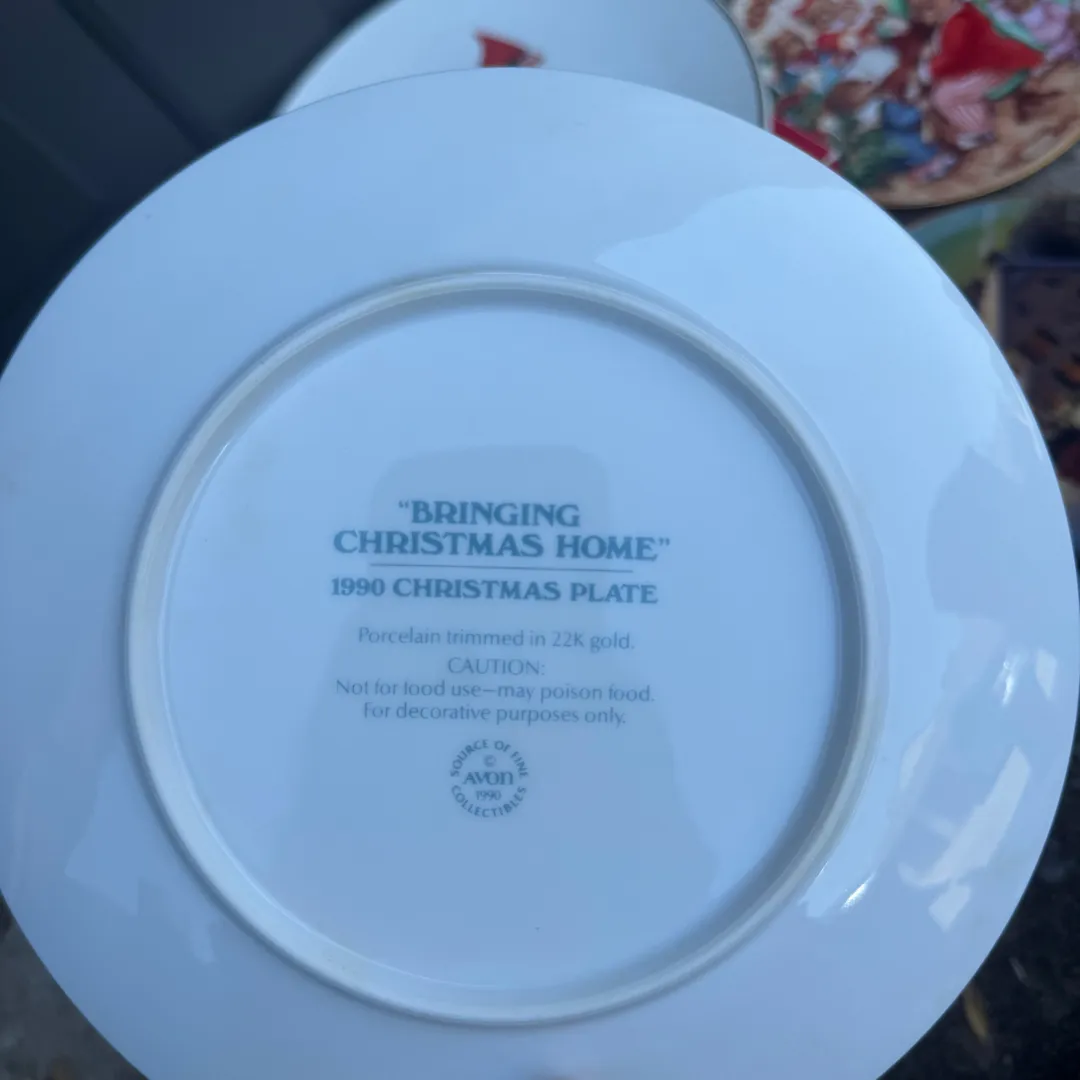 “BRINGING
CHRISTMAS HOME”
1990 CHRISTMAS PLATE
Porcelain trimmed in 22K gold.
CAUTION:
Not for food use—may poison food.
For decorative purposes only.
SOURCE OF FINE
©
AVON
1990
COLLECTIBLES